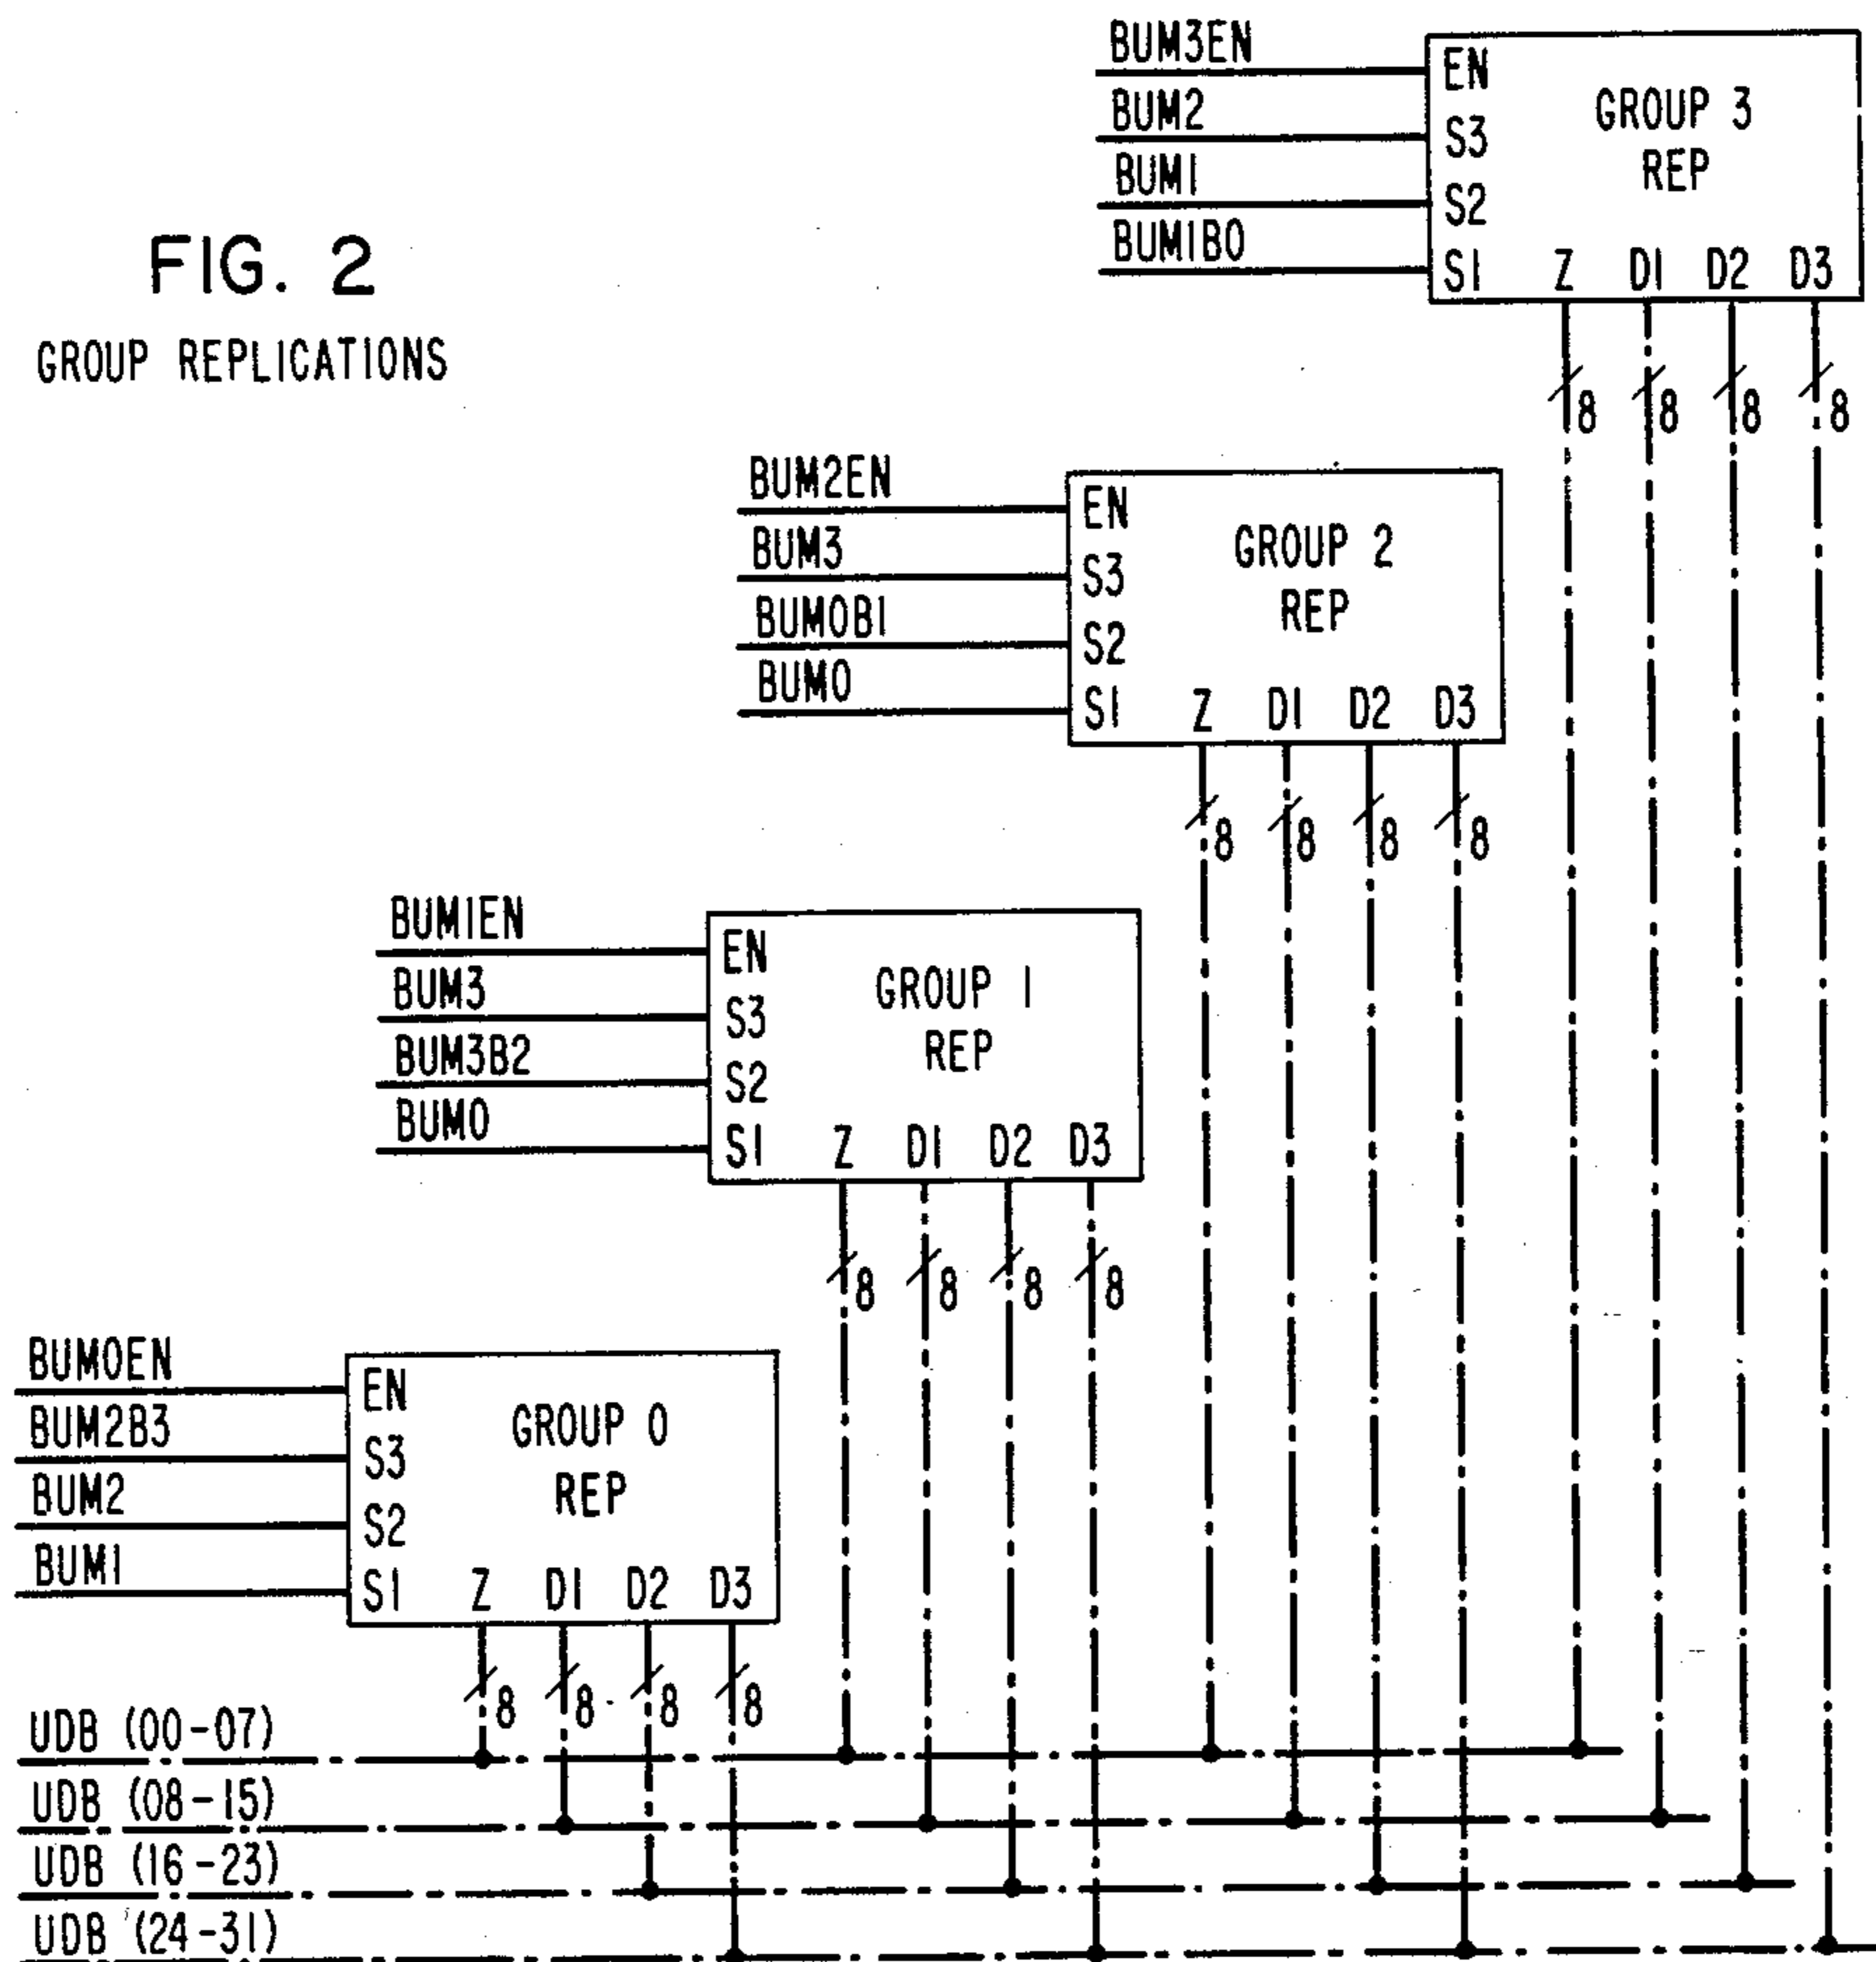 FIG. 2
GROUP REPLICATIONS
BUM3EN
BUM2
BUM1
BUM1B0
EN
S3
S2
S1
GROUP 3
REP
Z D1 D2 D3
8 8 8 8
BUM2EN
BUM3
BUM0B1
BUM0
EN
S3
S2
S1
GROUP 2
REP
Z D1 D2 D3
8 8 8 8
BUM1EN
BUM3
BUM3B2
BUM0
EN
S3
S2
S1
GROUP 1
REP
Z D1 D2 D3
8 8 8 8
BUM0EN
BUM2B3
BUM2
BUM1
EN
S3
S2
S1
GROUP 0
REP
Z D1 D2 D3
8 8 8 8
UDB (00-07)
UDB (08-15)
UDB (16-23)
UDB (24-31)